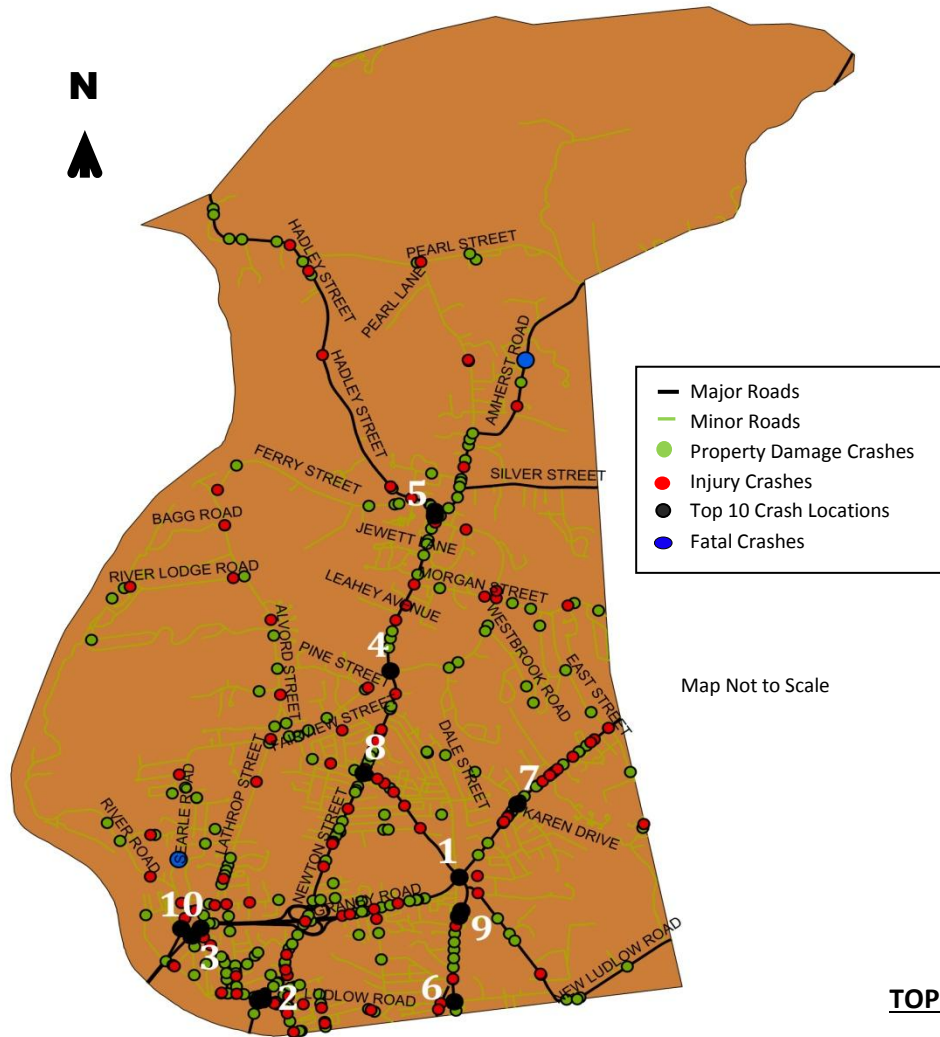 N
HADLEY STREET
PEARL STREET
PEARL LANE
AMHERST ROAD
HADLEY STREET
Major Roads
Minor Roads
Property Damage Crashes
Injury Crashes
Top 10 Crash Locations
Fatal Crashes
FERRY STREET
SILVER STREET
5
BAGG ROAD
JEWETT LANE
RIVER LODGE ROAD
MORGAN STREET
LEAHEY AVENUE
ALVORD STREET
WESTBROOK ROAD
4
PINE STREET
EAST STREET
Map Not to Scale
FAIRVIEW STREET
DALE STREET
8
7
LATHROP STREET
SEARLE ROAD
RIVER ROAD
KAREN DRIVE
NEWTON STREET
1
GRANBY ROAD
10
9
3
NEW LUDLOW ROAD
2
LUDLOW ROAD
6
TOP